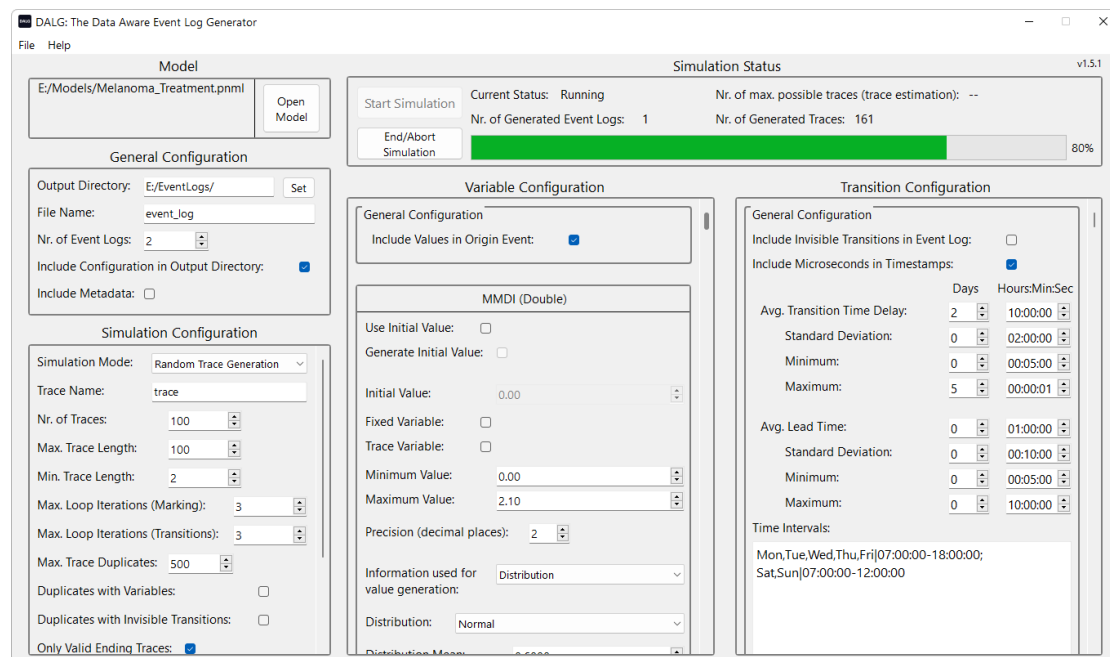 DALG: The Data Aware Event Log Generator
File Help
Model
E:/Models/Melanoma_Treatment.pnml
Open
Model
Simulation Status
v1.5.1
Start Simulation
Current Status: Running
Nr. of max. possible traces (trace estimation): --
Nr. of Generated Event Logs: 1
Nr. of Generated Traces: 161
End/Abort
Simulation
80%
General Configuration
Output Directory: E:/EventLogs/ Set
File Name: event_log
Nr. of Event Logs: 2
Include Configuration in Output Directory:
Include Metadata:
Simulation Configuration
Simulation Mode: Random Trace Generation
Trace Name: trace
Nr. of Traces: 100
Max. Trace Length: 100
Min. Trace Length: 2
Max. Loop Iterations (Marking): 3
Max. Loop Iterations (Transitions): 3
Max. Trace Duplicates: 500
Duplicates with Variables:
Duplicates with Invisible Transitions:
Only Valid Ending Traces:
Variable Configuration
General Configuration
Include Values in Origin Event:
MMDI (Double)
Use Initial Value:
Generate Initial Value:
Initial Value: 0.00
Fixed Variable:
Trace Variable:
Minimum Value: 0.00
Maximum Value: 2.10
Precision (decimal places): 2
Information used for
value generation:
Distribution
Distribution: Normal
Distribution Mean:
Transition Configuration
General Configuration
Include Invisible Transitions in Event Log:
Include Microseconds in Timestamps:
Days Hours:Min:Sec
Avg. Transition Time Delay: 2 10:00:00
Standard Deviation: 0 02:00:00
Minimum: 0 00:05:00
Maximum: 5 00:00:01
Avg. Lead Time: 0 01:00:00
Standard Deviation: 0 00:10:00
Minimum: 0 00:05:00
Maximum: 0 10:00:00
Time Intervals:
Mon,Tue,Wed,Thu,Fri|07:00:00-18:00:00;
Sat,Sun|07:00:00-12:00:00